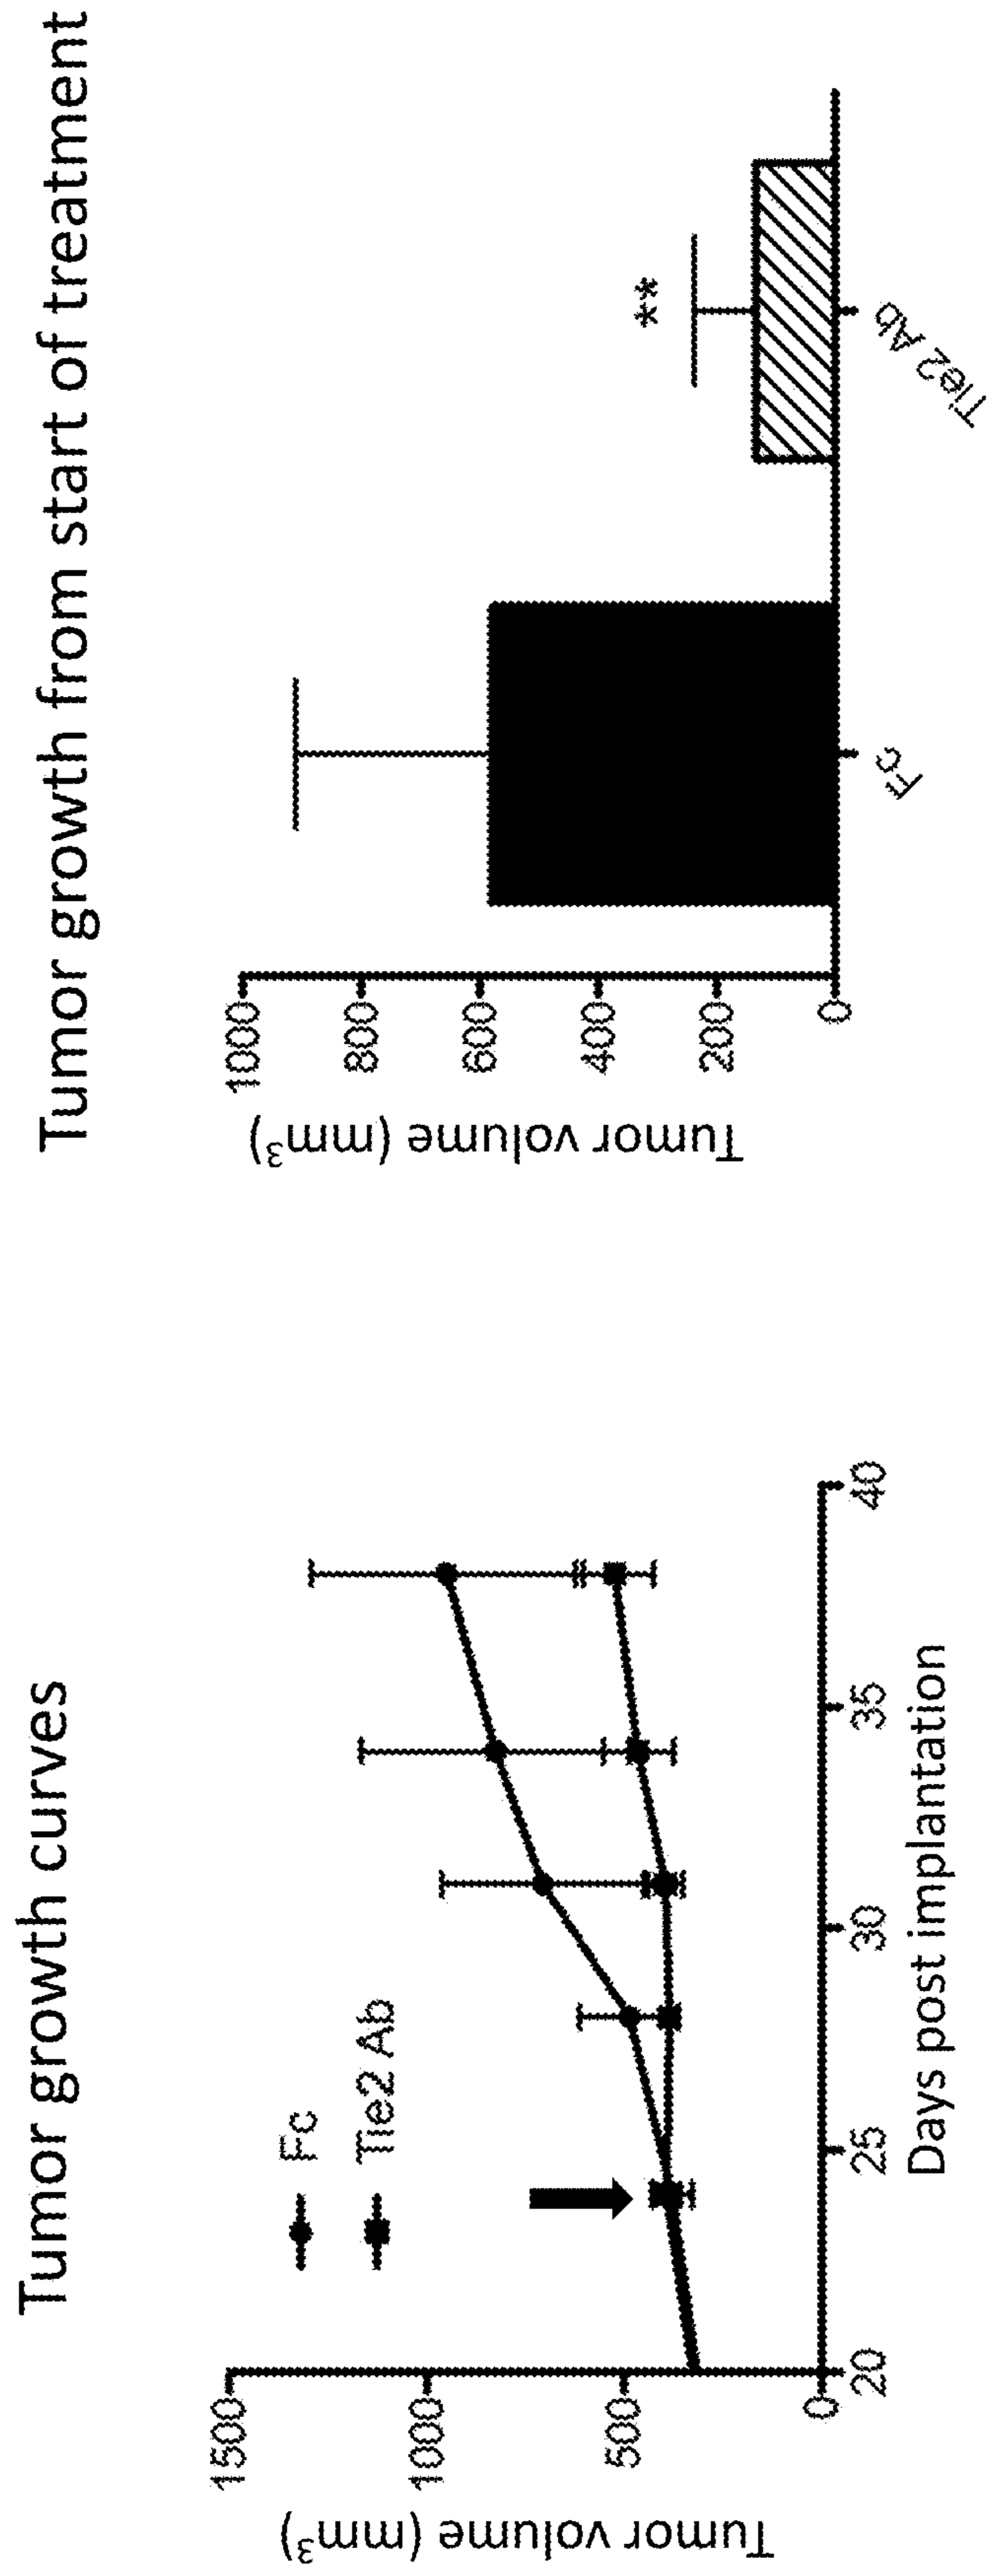 Tumor growth curves
Fc
Tie2 Ab
Tumor volume (mm³)
1500
1000
500
0
20
25
30
35
40
Days post implantation
Tumor growth from start of treatment
Tumor volume (mm³)
1000
800
600
400
200
0
**
Fc
Tie2 Ab